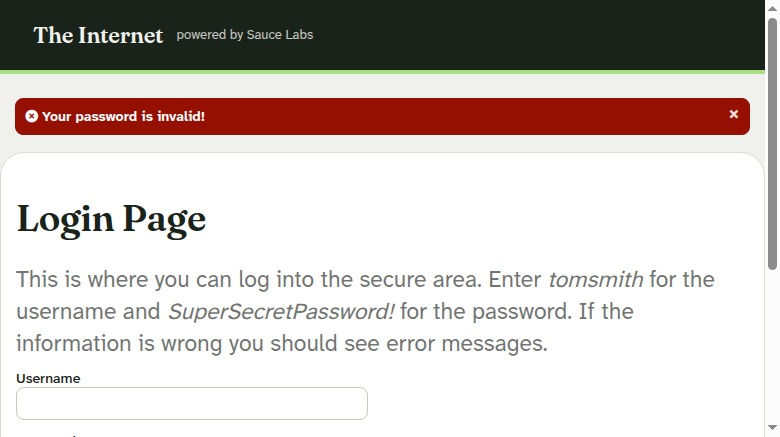 The Internet powered by Sauce Labs
Your password is invalid!
Login Page
This is where you can log into the secure area. Enter tomsmith for the
username and SuperSecretPassword! for the password. If the
information is wrong you should see error messages.
Username